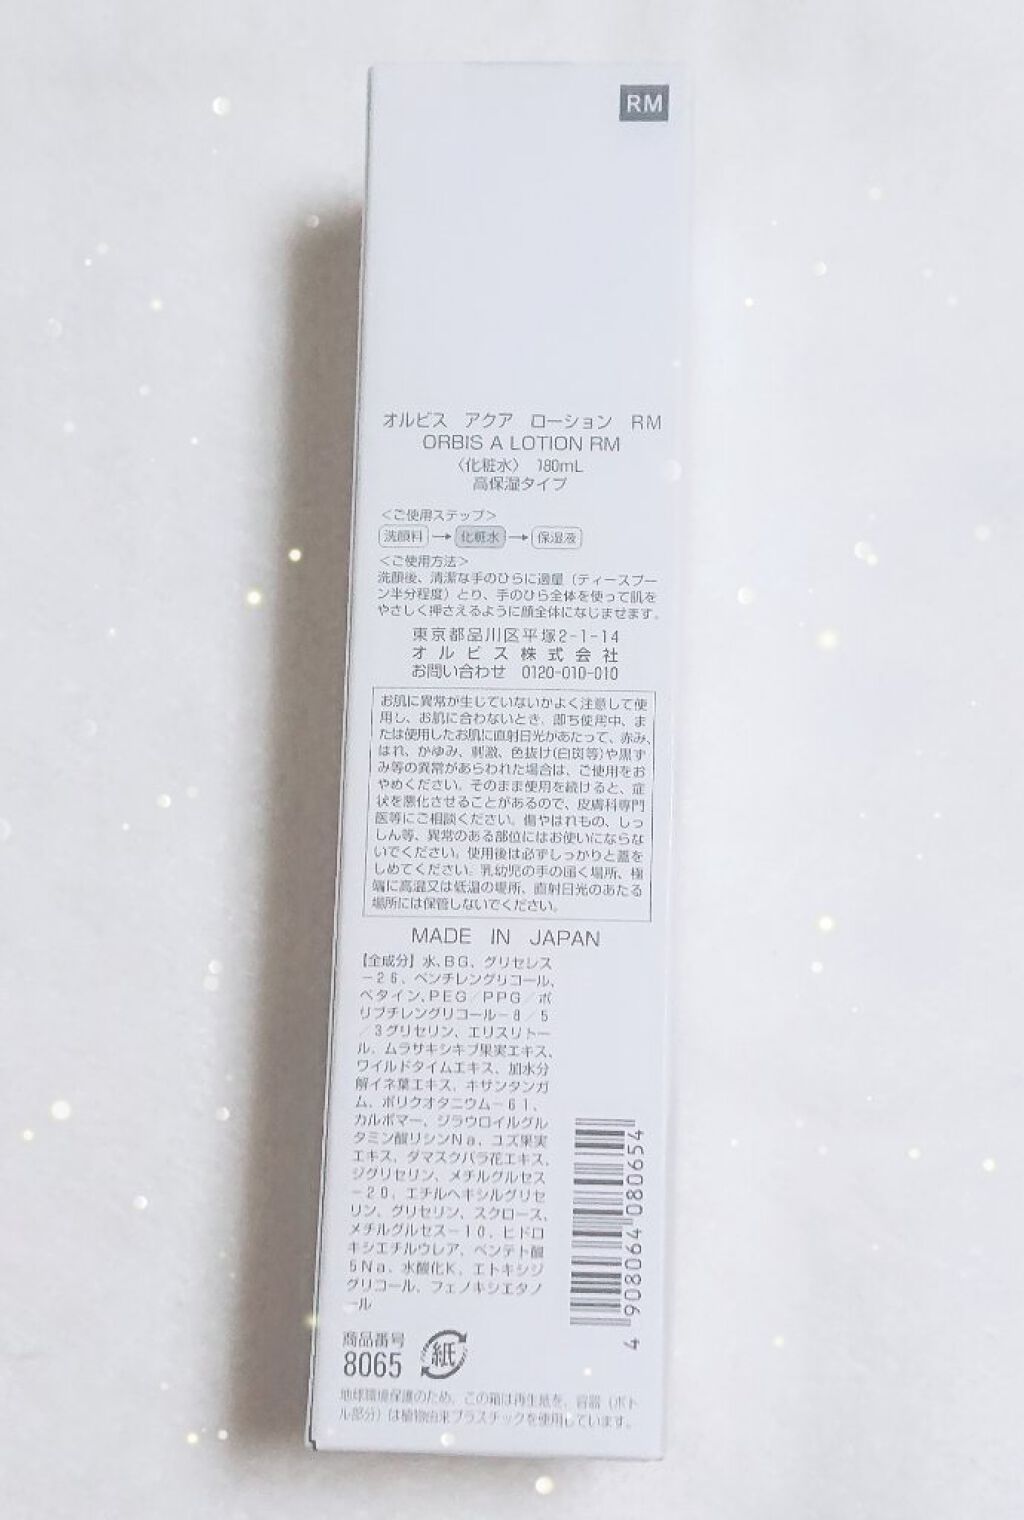 RM
オルビス アクア ローション RM
ORBIS A LOTION RM
〈化粧水〉 180mL
高保湿タイプ
＜ご使用ステップ＞
洗顔料→化粧水→保湿液
＜ご使用方法＞
洗顔後、清潔な手のひらに適量（ティースプー
ン半分程度）とり、手のひら全体を使って肌を
やさしく押さえるように顔全体になじませます。
東京都品川区平塚2-1-14
オルビス株式会社
お問い合わせ 0120-010-010
お肌に異常が生じていないかよく注意して使
用し、お肌に合わないとき、即ち使用中、ま
たは使用したお肌に直射日光があたって、赤み、
はれ、かゆみ、刺激、色抜け(白斑等)や黒ず
み等の異常があらわれた場合は、ご使用をお
やめください。そのまま使用を続けると、症
状を悪化させることがあるので、皮膚科専門
医等にご相談ください。傷やはれもの、しっ
しん等、異常のある部位にはお使いにならな
いでください。使用後は必ずしっかりと蓋を
しめてください。乳幼児の手の届く場所、極
端に高温又は低温の場所、直射日光のあたる
場所には保管しないでください。
MADE IN JAPAN
【全成分】水、BG、グリセレス
－26、ペンチレングリコール、
ベタイン、PEG／PPG／ポ
リブチレングリコール－8／5
／3グリセリン、エリスリトー
ル、ムラサキシキブ果実エキス、
ワイルドタイムエキス、加水分
解イネ葉エキス、キサンタンガ
ム、ポリクオタニウム－61、
カルボマー、ジラウロイルグル
タミン酸リシンNa、ユズ果実
エキス、ダマスクバラ花エキス、
ジグリセリン、メチルグルセス
－20、エチルヘキシルグリセ
リン、グリセリン、スクロース、
メチルグルセス－10、ヒドロ
キシエチルウレア、ペンテト酸
5Na、水酸化K、エトキシジ
グリコール、フェノキシエタノ
ール
4 908064 080654
商品番号
8065
紙
地球環境保護のため、この箱は再生紙を、容器（ボト
ル部分）は植物由来プラスチックを使用しています。